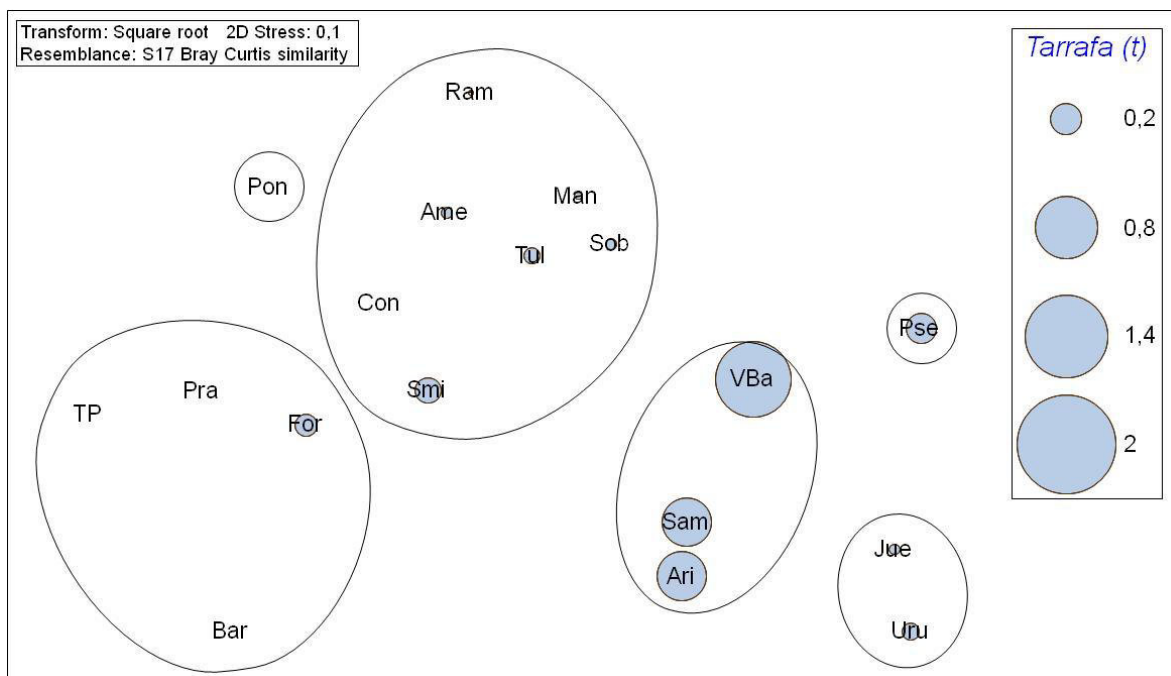 Transform: Square root 2D Stress: 0,1
Resemblance: S17 Bray Curtis similarity
Tarrafa (t)
0,2
0,8
1,4
2
Ram
Pon
Man
Ame
Sob
Tul
Con
Pse
VBa
Smi
Pra
TP
For
Sam
Jue
Ari
Bar
Uru